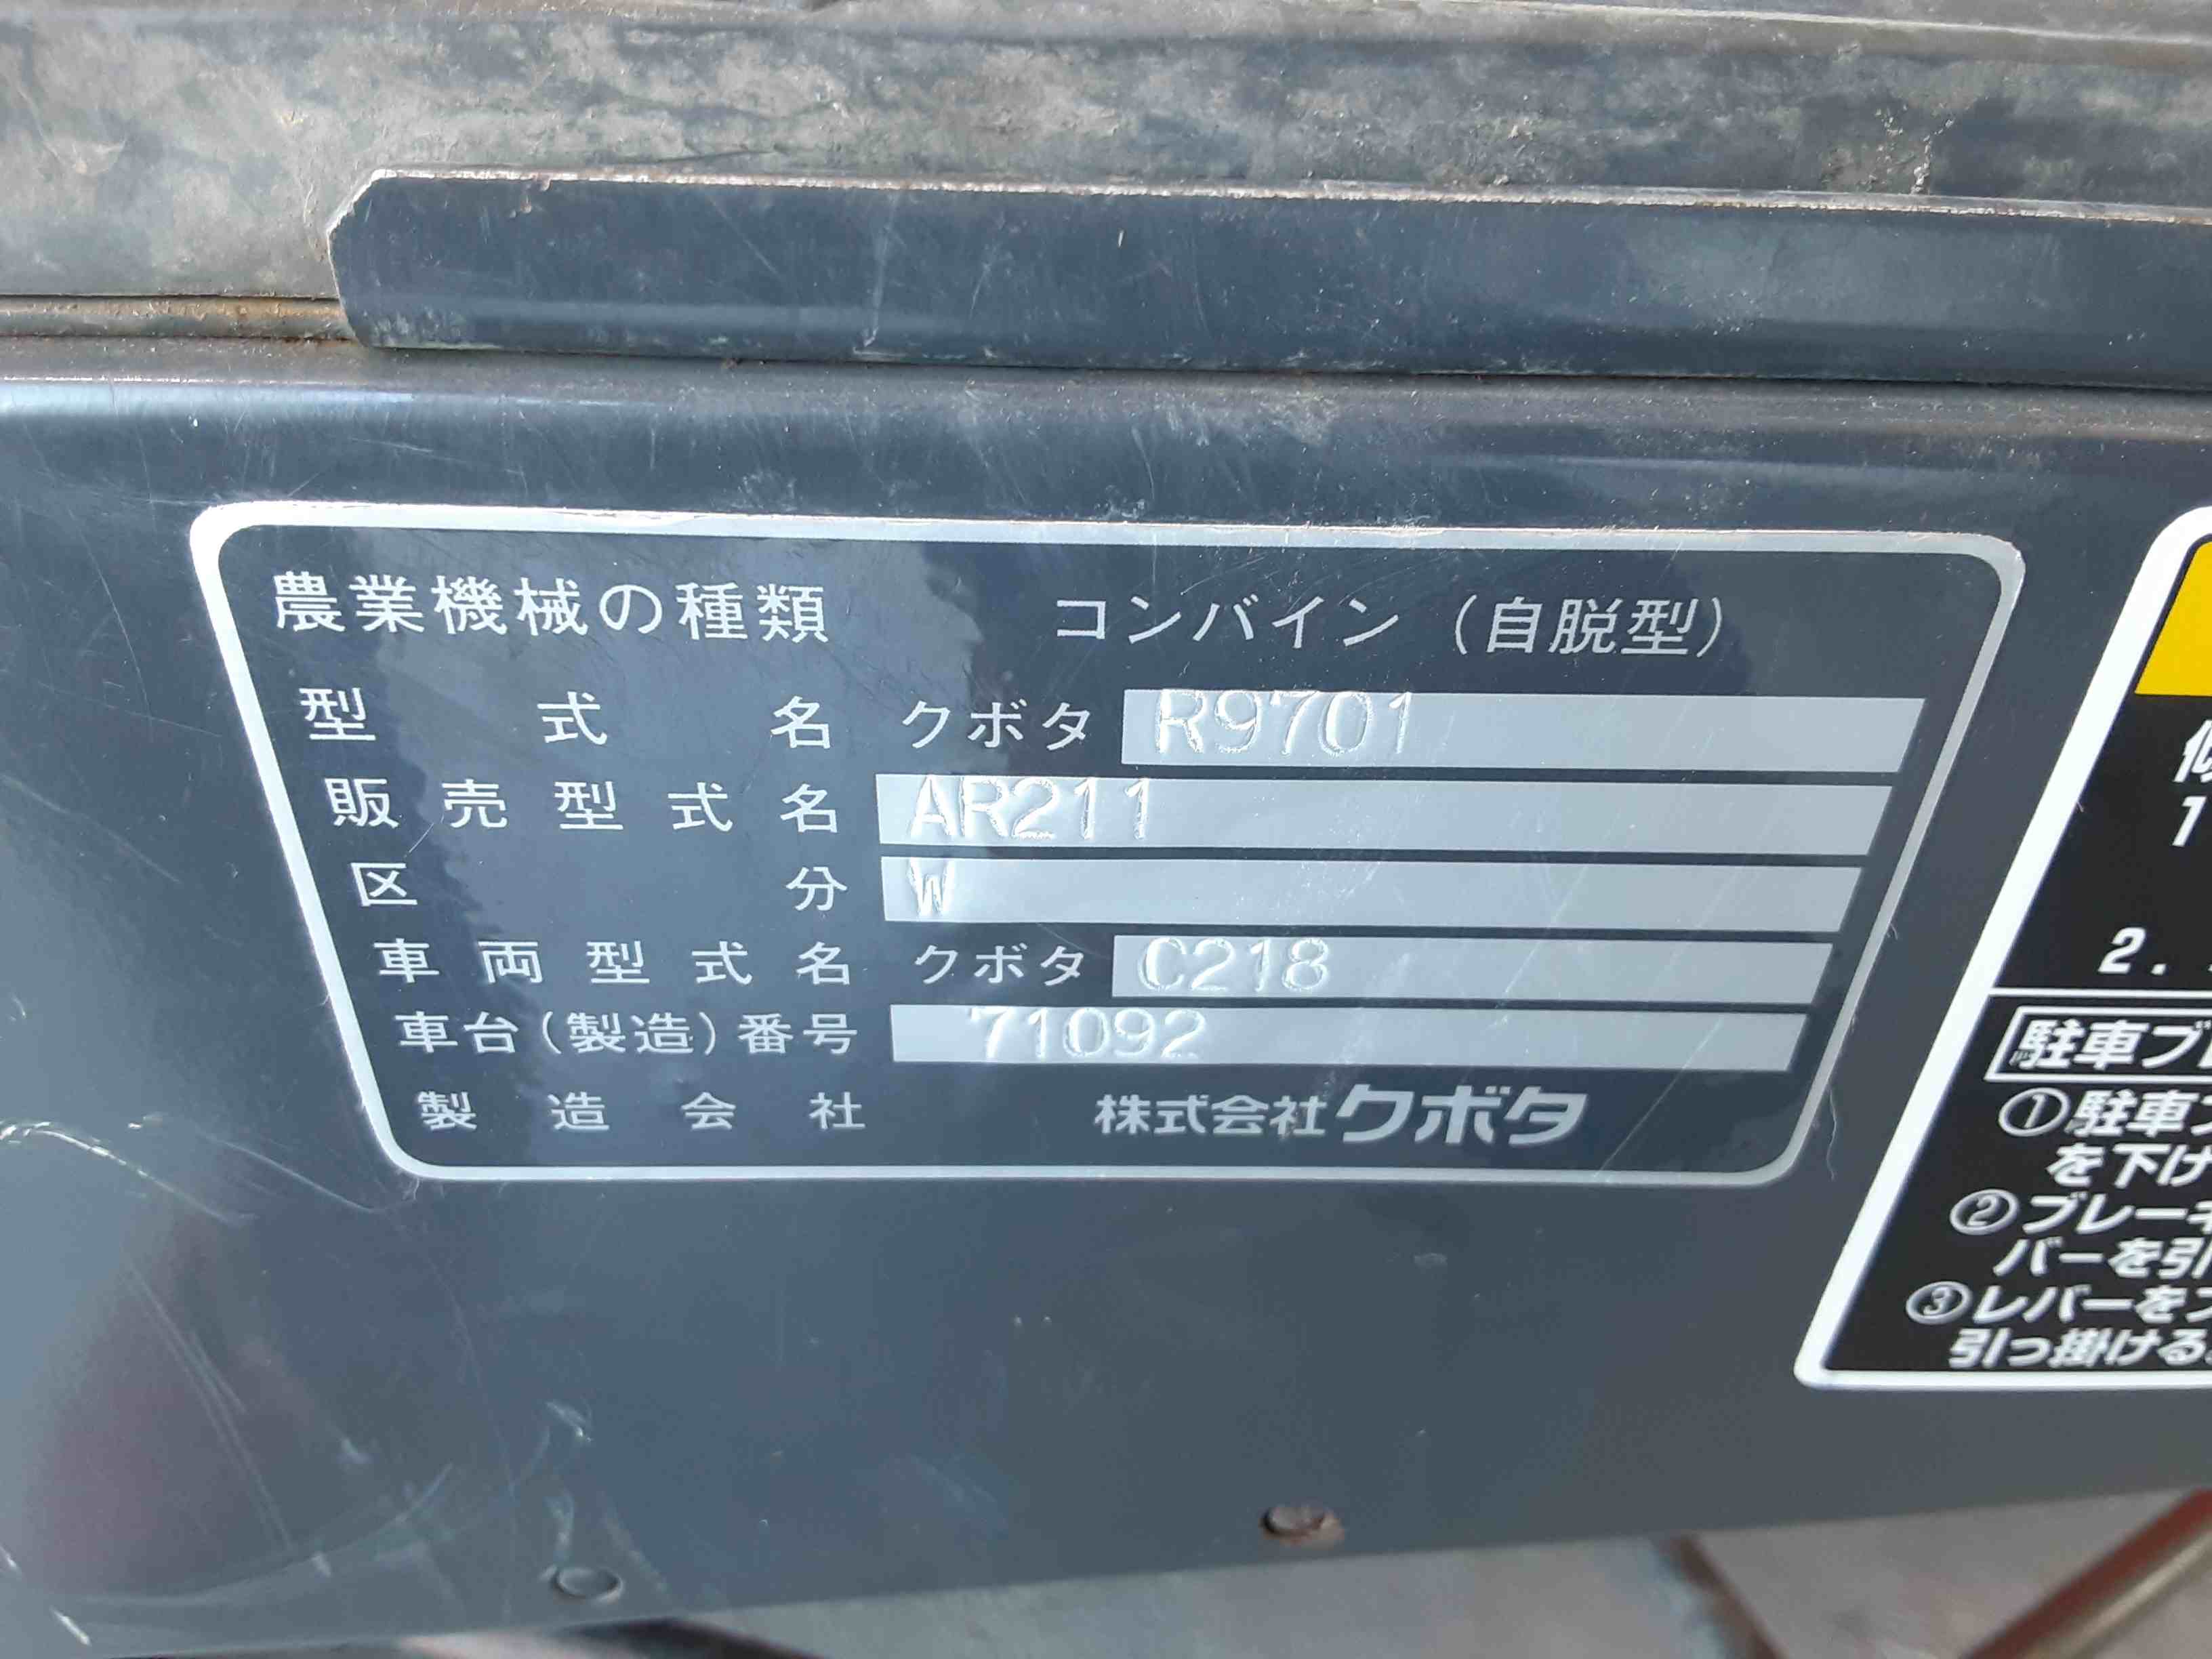 農業機械の種類 コンバイン (自脱型)
型式名 クボタ R9701
販売型式名 AR211
区分 W
車両型式名 クボタ C218
車台(製造)番号 71092
製造会社 株式会社クボタ
1
2.
駐車ブ
①駐車
を下け
②ブレーキ
バーを引
③レバーを
引っ掛ける